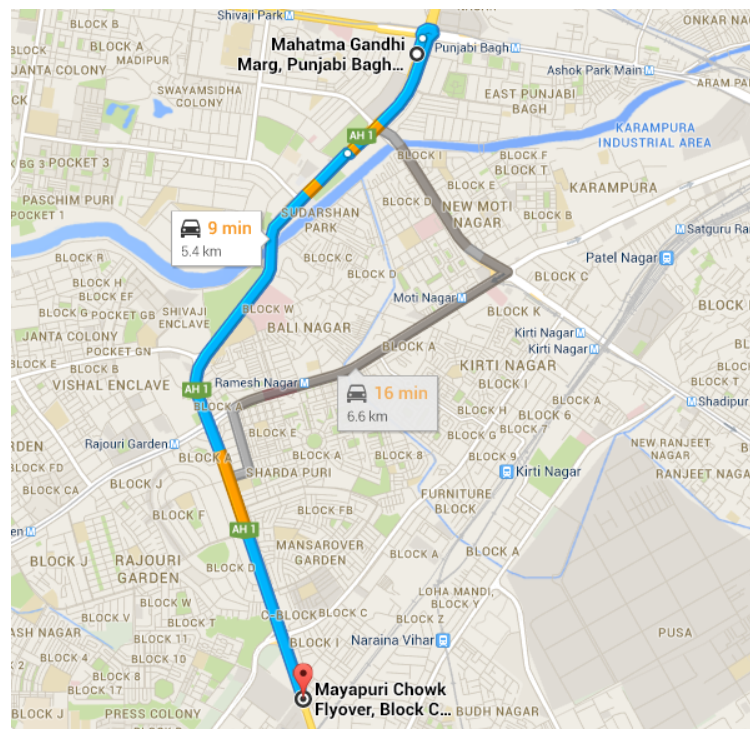 Shivaji Park
ONKAR NAGAR
BLOCK B
BLOCK A
MADIPUR
JANTA COLONY
Mahatma Gandhi
Marg, Punjabi Bagh...
Punjabi Bagh
Ashok Park Main
ARAM PARK
SWAYAMSIDHA
COLONY
EAST PUNJABI
BAGH
AH 1
KARAMPURA
INDUSTRIAL AREA
BG 3
POCKET 3
BLOCK I
BLOCK F
BLOCK T
BLOCK E
KARAMPURA
PASCHIM PURI
POCKET 1
BLOCK D
NEW MOTI
NAGAR
BLOCK B
SUDARSHAN
PARK
9 min
5.4 km
Satguru Ra
Patel Nagar
BLOCK R
BLOCK D
BLOCK C
BLOCK C
BLOCK H
BLOCK EF
BLOCK HS
SHIVAJI
ENCLAVE
G
POCKET GB
Moti Nagar
BLOCK K
BLOCK W
BALI NAGAR
BLOCK
JANTA COLONY
POCKET GN
Kirti Nagar
Kirti Nagar
BLOCK A
BLOCK E
BLOCK B
VISHAL ENCLAVE
KIRTI NAGAR
BLOCK I
BLOCK T
AH 1
Ramesh Nagar
16 min
6.6 km
BLOCK A
BLOCK 6
Shadipur
BLOCK H
BLOCK G
BLOCK 7
Rajouri Garden
BLOCK E
NEW RANJEET
NAGAR
BLOCK A
BLOCK A
BLOCK 8
BLOCK 9
BLOCK FD
BLOCK J
SHARDA PURI
Kirti Nagar
RANJEET NAGAR
BLOCK CA
FURNITURE
BLOCK
BLOCK F
BLOCK FB
AH 1
MANSAROVER
GARDEN
BLOCK A
BLOCK A
BLOCK J
RAJOURI
GARDEN
BLOCK D
LOHA MANDI,
BLOCK Y
BLOCK W
C-BLOCK
BLOCK C
BLOCK Z
BLOCK V
BLOCK T
ASH NAGAR
BLOCK 11
BLOCK I
Naraina Vihar
PUSA
BLOCK 4
BLOCK 10
BLOCK 8
BLOCK 17
Mayapuri Chowk
Flyover, Block C...
BLOCK J
PRESS COLONY
BUDH NAGAR